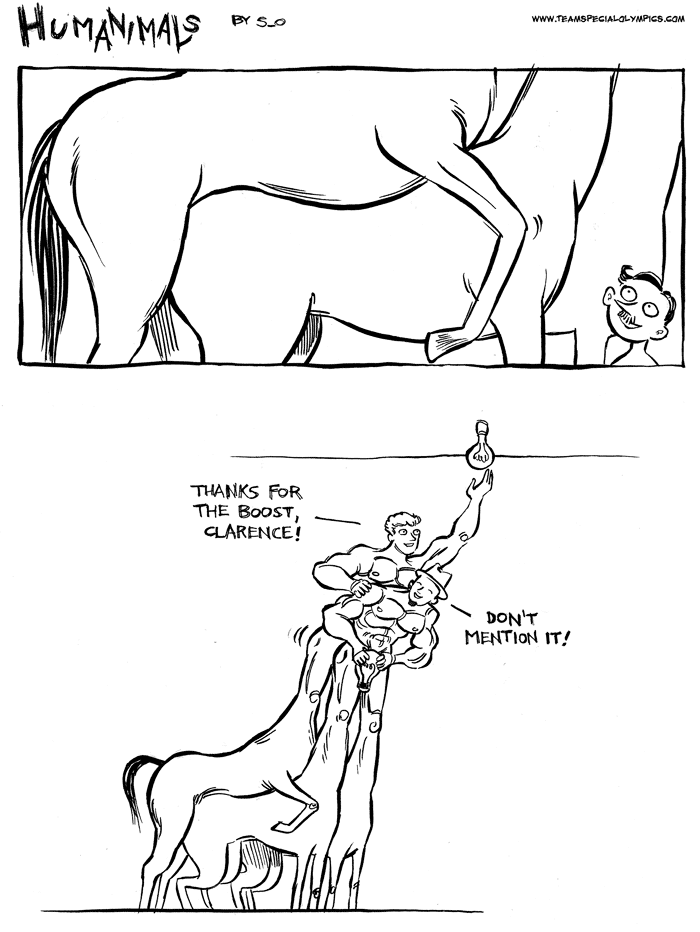 HUMANIMALS BY S_O WWW.TEAMSPECIALOLYMPICS.COM
THANKS FOR
THE BOOST,
CLARENCE!
DON'T
MENTION IT!